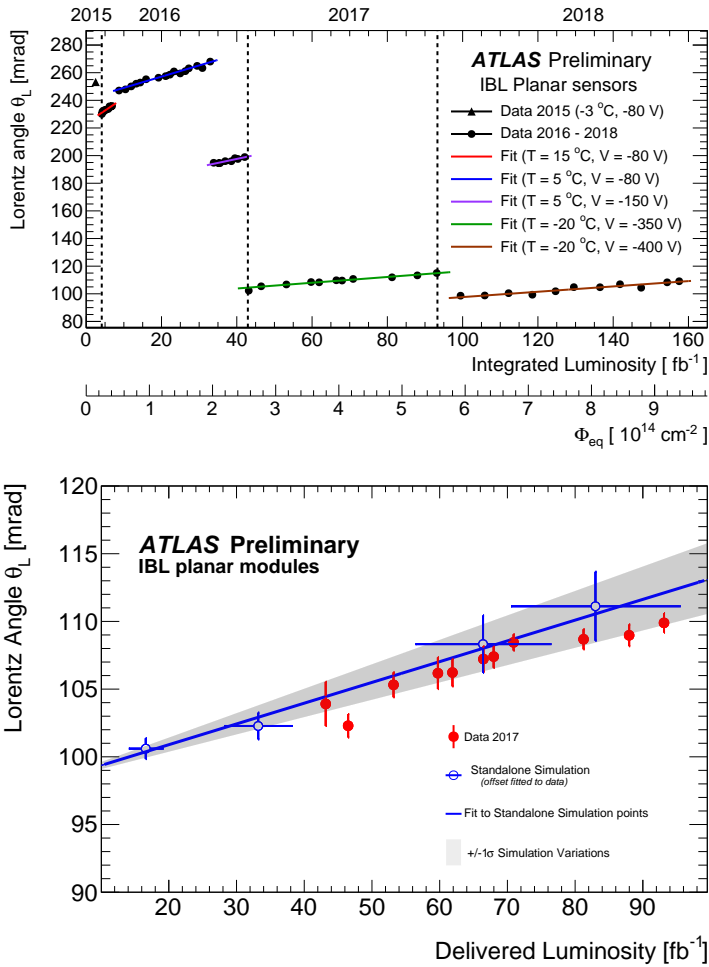 2015 2016 2017 2018
Lorentz angle θL [mrad]
280
260
240
220
200
180
160
140
120
100
80
ATLAS Preliminary
IBL Planar sensors
Data 2015 (-3 °C, -80 V)
Data 2016 - 2018
Fit (T = 15 °C, V = -80 V)
Fit (T = 5 °C, V = -80 V)
Fit (T = 5 °C, V = -150 V)
Fit (T = -20 °C, V = -350 V)
Fit (T = -20 °C, V = -400 V)
0 20 40 60 80 100 120 140 160
Integrated Luminosity [ fb⁻¹]
0 1 2 3 4 5 6 7 8 9
Φeq [ 10¹⁴ cm⁻²]
Lorentz Angle θL [mrad]
120
115
110
105
100
95
90
ATLAS Preliminary
IBL planar modules
Data 2017
Standalone Simulation
(offset fitted to data)
Fit to Standalone Simulation points
+/-1σ Simulation Variations
20 30 40 50 60 70 80 90
Delivered Luminosity [fb⁻¹]